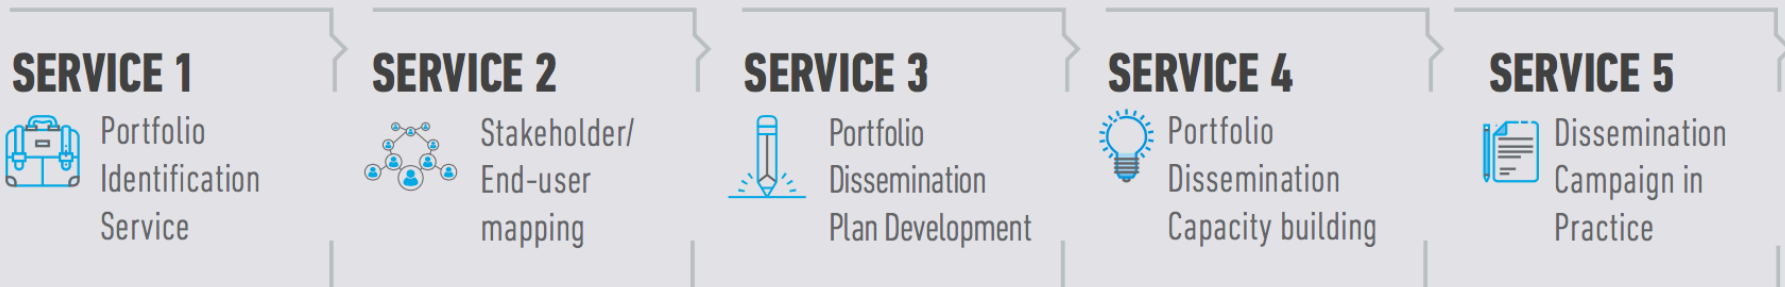 SERVICE 1
Portfolio
Identification
Service
SERVICE 2
Stakeholder/
End-user
mapping
SERVICE 3
Portfolio
Dissemination
Plan Development
SERVICE 4
Portfolio
Dissemination
Capacity building
SERVICE 5
Dissemination
Campaign in
Practice